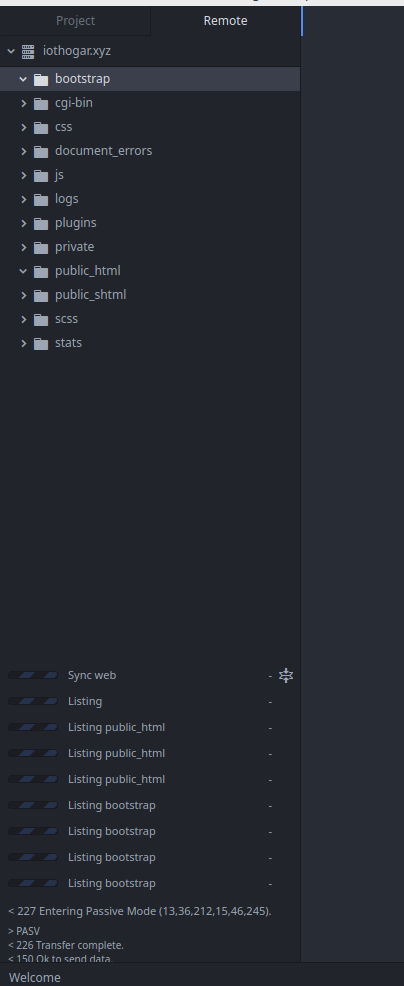 Project
Remote
iothogar.xyz
bootstrap
cgi-bin
css
document_errors
js
logs
plugins
private
public_html
public_shtml
scss
stats
Sync web -
Listing -
Listing public_html -
Listing public_html -
Listing public_html -
Listing bootstrap -
Listing bootstrap -
Listing bootstrap -
Listing bootstrap -
< 227 Entering Passive Mode (13,36,212,15,46,245).
> PASV
< 226 Transfer complete.
< 150 Ok to send data.
Welcome